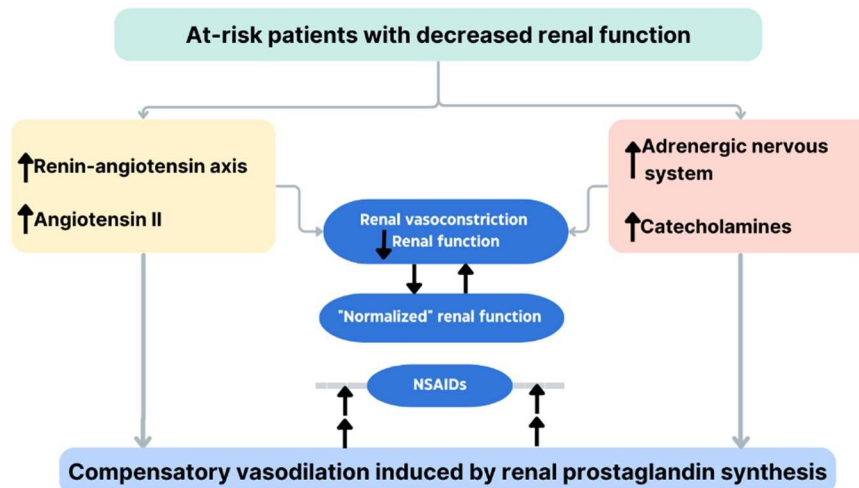 At-risk patients with decreased renal function
Renin-angiotensin axis
Angiotensin II
Adrenergic nervous
system
Catecholamines
Renal vasoconstriction
Renal function
"Normalized" renal function
NSAIDs
Compensatory vasodilation induced by renal prostaglandin synthesis